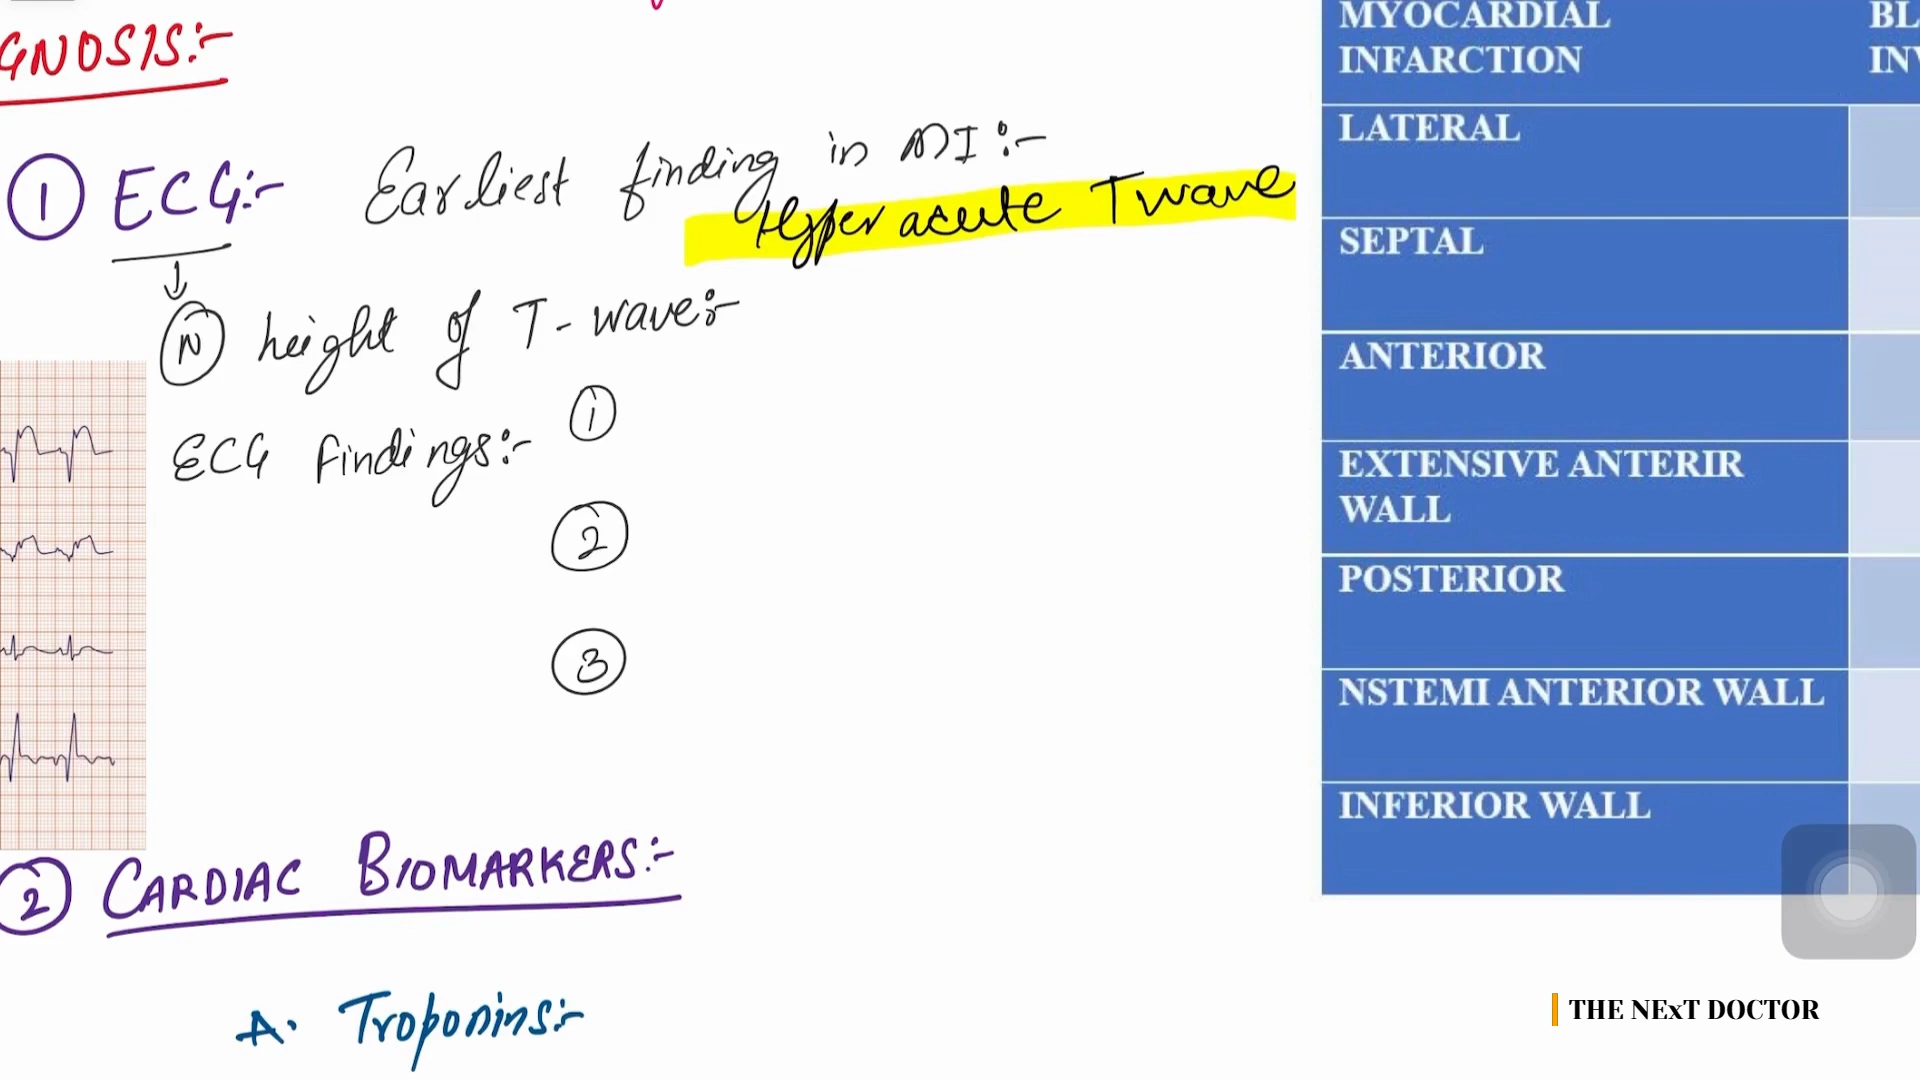 GNOSIS:-
① ECG:- Earliest finding in MI:-
Hyper acute T wave
Ⓝ height of T-wave:-
ECG findings:- ①
②
③
② CARDIAC BIOMARKERS:-
A. Troponins:-
MYOCARDIAL
INFARCTION
BL
INV
LATERAL
SEPTAL
ANTERIOR
EXTENSIVE ANTERIR
WALL
POSTERIOR
NSTEMI ANTERIOR WALL
INFERIOR WALL
THE NExT DOCTOR